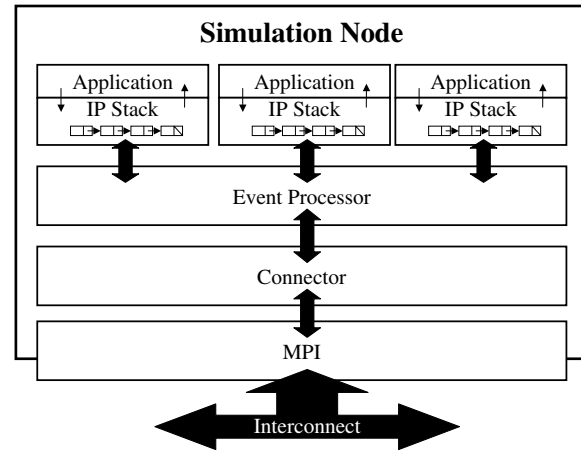 Simulation Node
Application
Application
Application
IP Stack
IP Stack
IP Stack
Event Processor
Connector
MPI
Interconnect